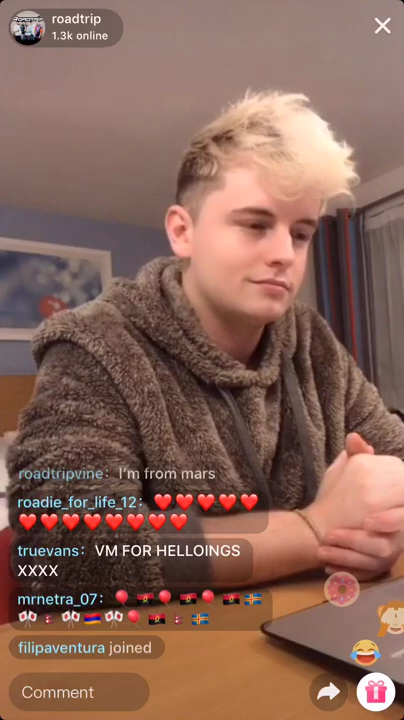 roadtrip
1.3k online
roadtripvine: I'm from mars
roadie_for_life_12: ❤️❤️❤️❤️❤️
❤️❤️❤️❤️❤️❤️❤️❤️
truevans: VM FOR HELLOINGS
XXXX
mrnetra_07:
filipaventura joined
Comment